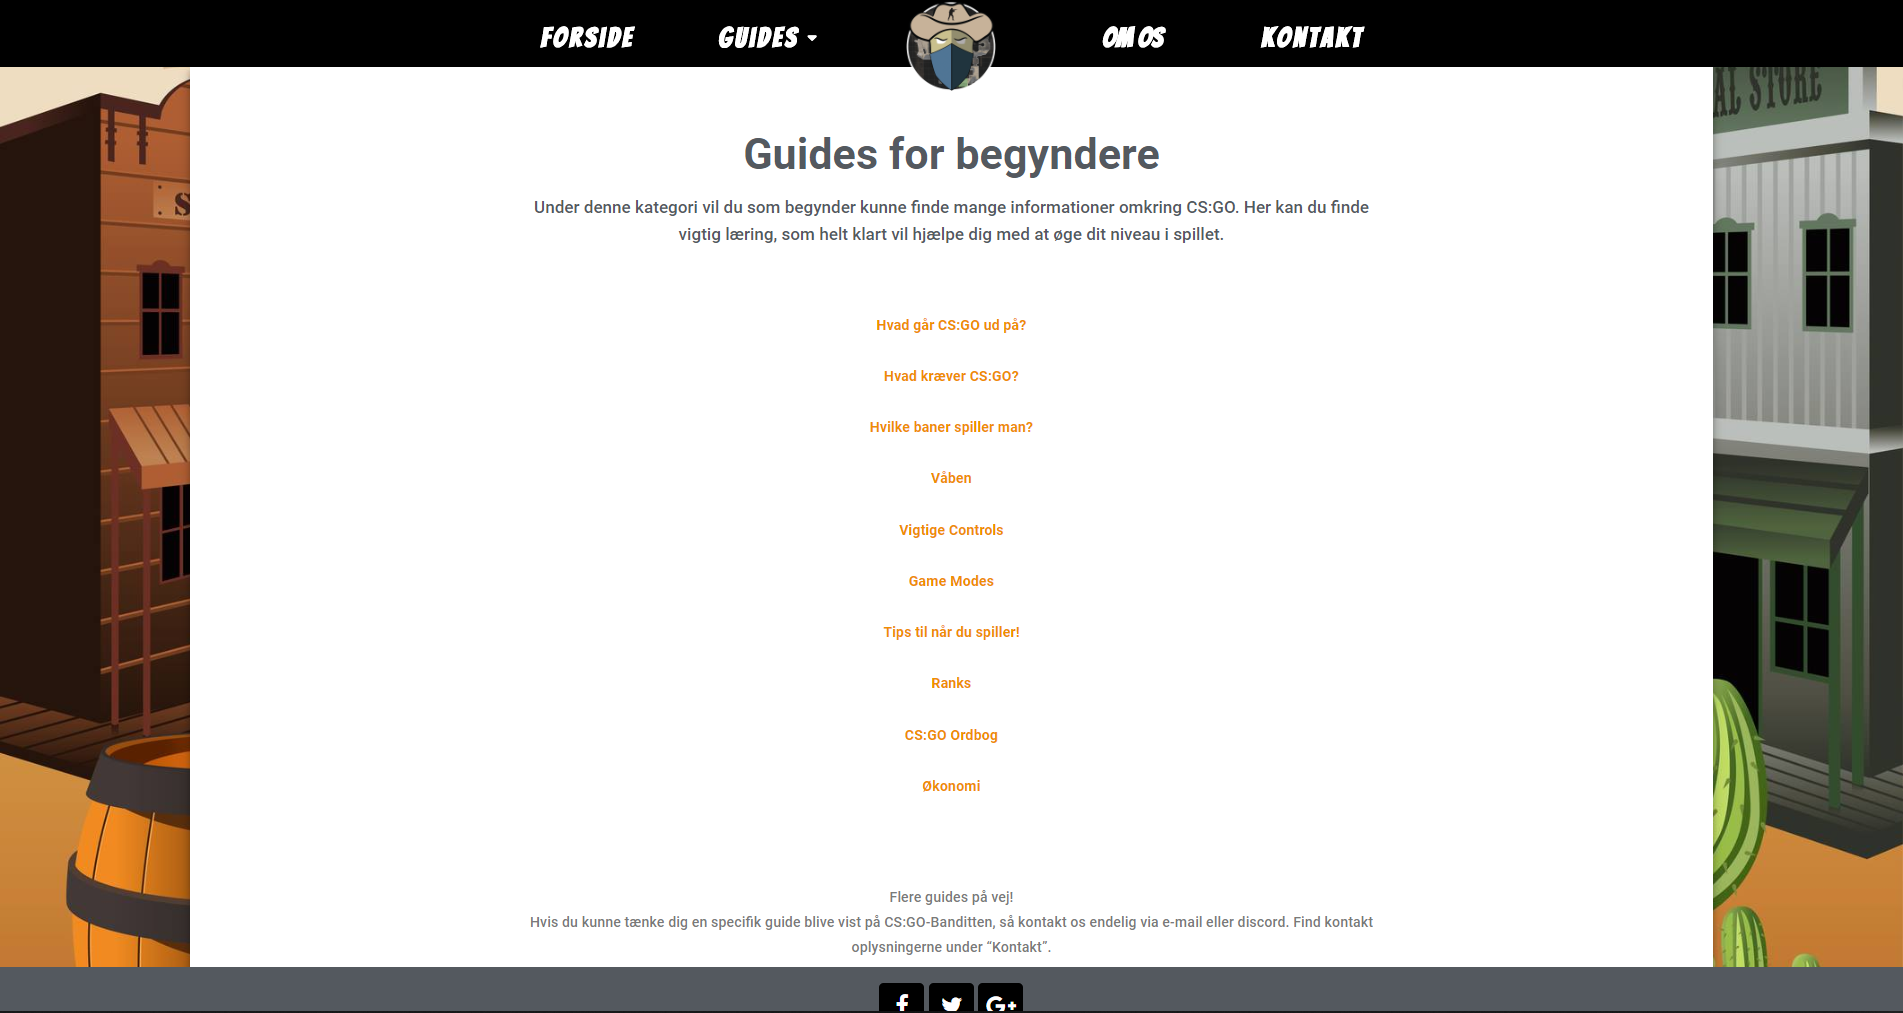 FORSIDE
GUIDES
OM OS
KONTAKT
AL STORE
S
Guides for begyndere
Under denne kategori vil du som begynder kunne finde mange informationer omkring CS:GO. Her kan du finde
vigtig læring, som helt klart vil hjælpe dig med at øge dit niveau i spillet.
Hvad går CS:GO ud på?
Hvad kræver CS:GO?
Hvilke baner spiller man?
Våben
Vigtige Controls
Game Modes
Tips til når du spiller!
Ranks
CS:GO Ordbog
Økonomi
Flere guides på vej!
Hvis du kunne tænke dig en specifik guide blive vist på CS:GO-Banditten, så kontakt os endelig via e-mail eller discord. Find kontakt
oplysningerne under “Kontakt”.